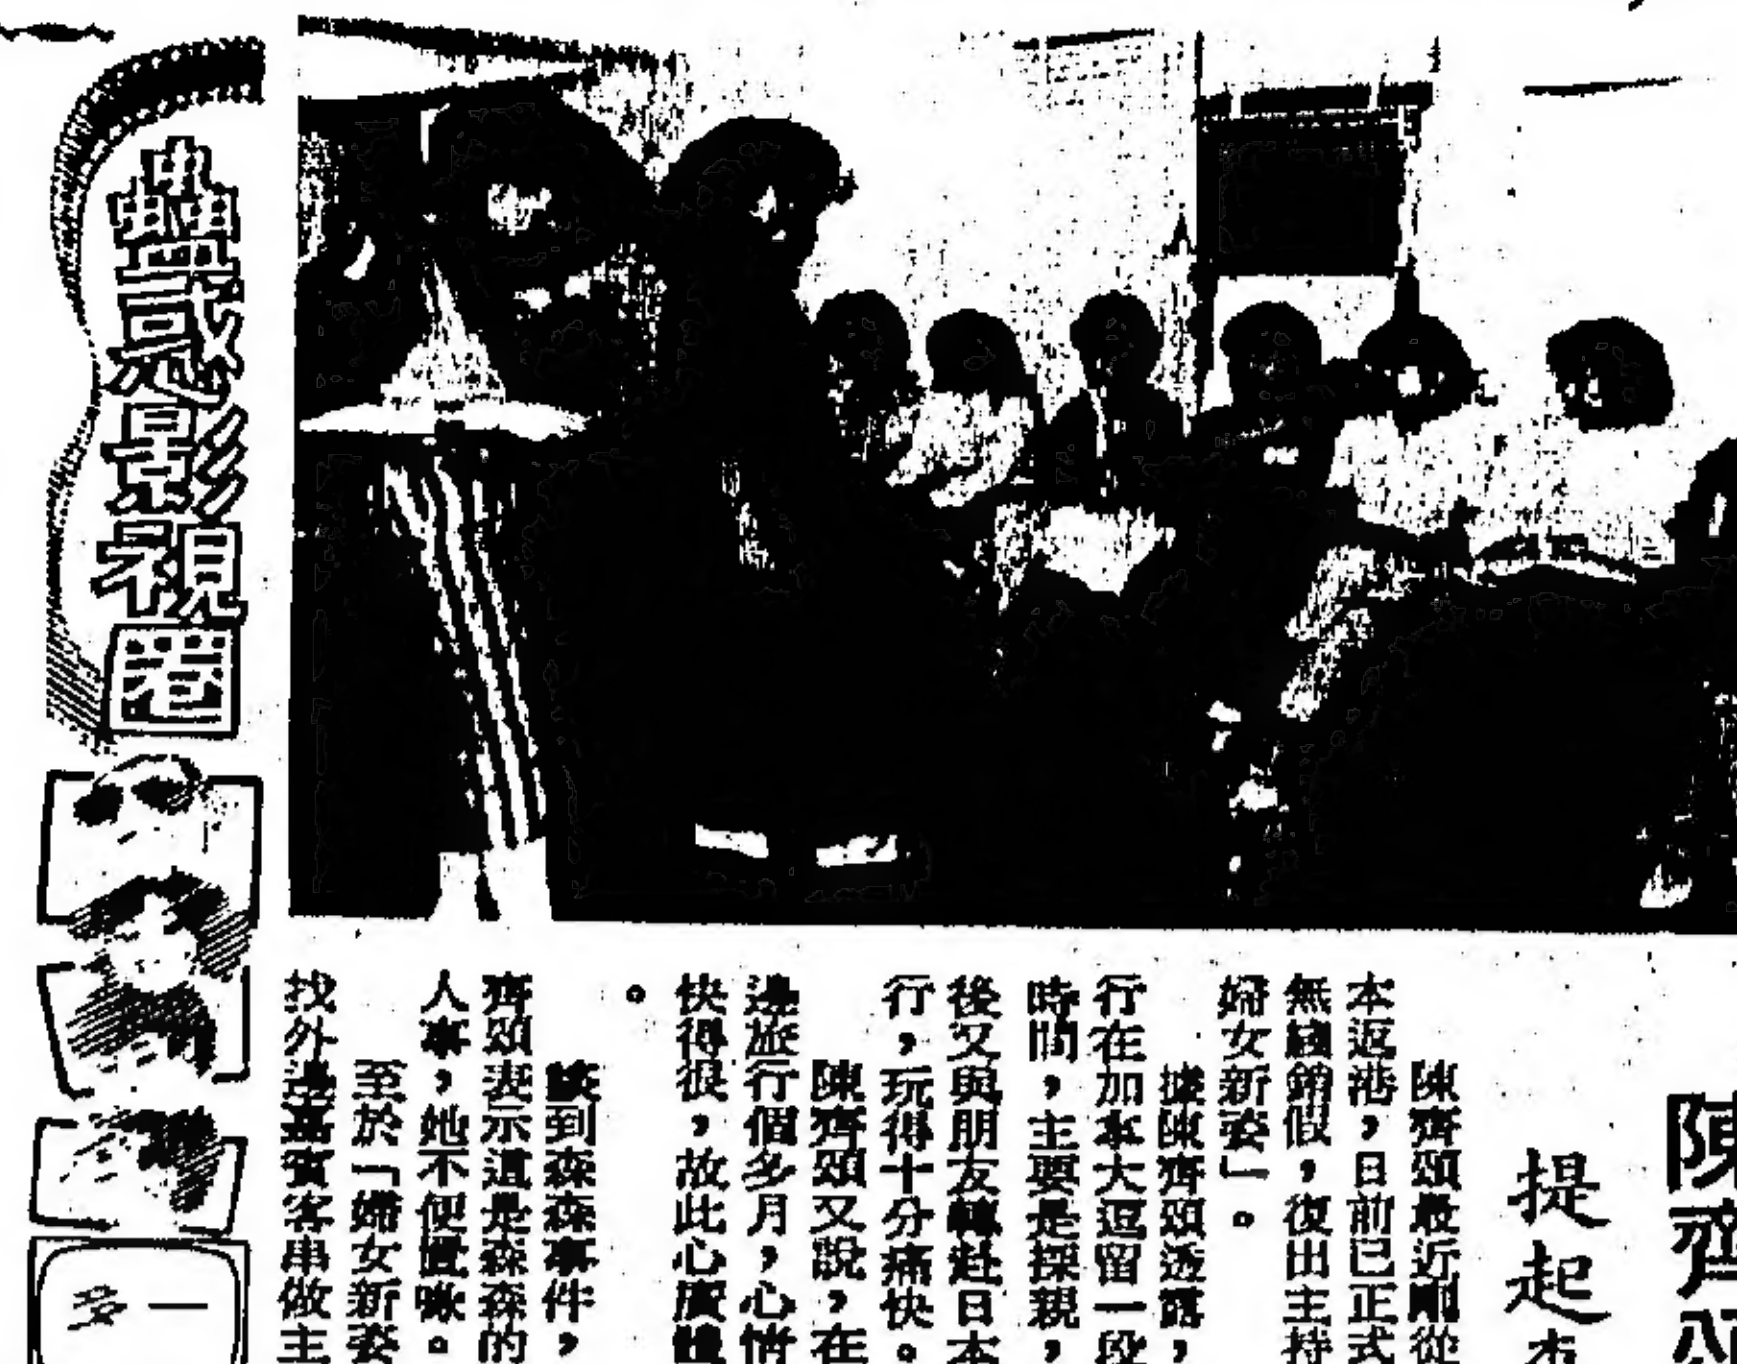 陳齊頌
提起森
陳齊頌最近剛從
本返港，日前已正式
無綫銷假，復出主持
婦女新姿」。
據陳齊頌透露，
行在加拿大逗留一段
時間，主要是探親，
後又與朋友轉赴日本
行，玩得十分痛快。
陳齊頌又說，在
邊旅行個多月，心情
快得很，故此心廣體
。
談到森森事件，
齊頌表示這是森森的
人事，她不便置喙。
至於「婦女新姿
找外邊嘉賓客串做主
蠱惑影視圈